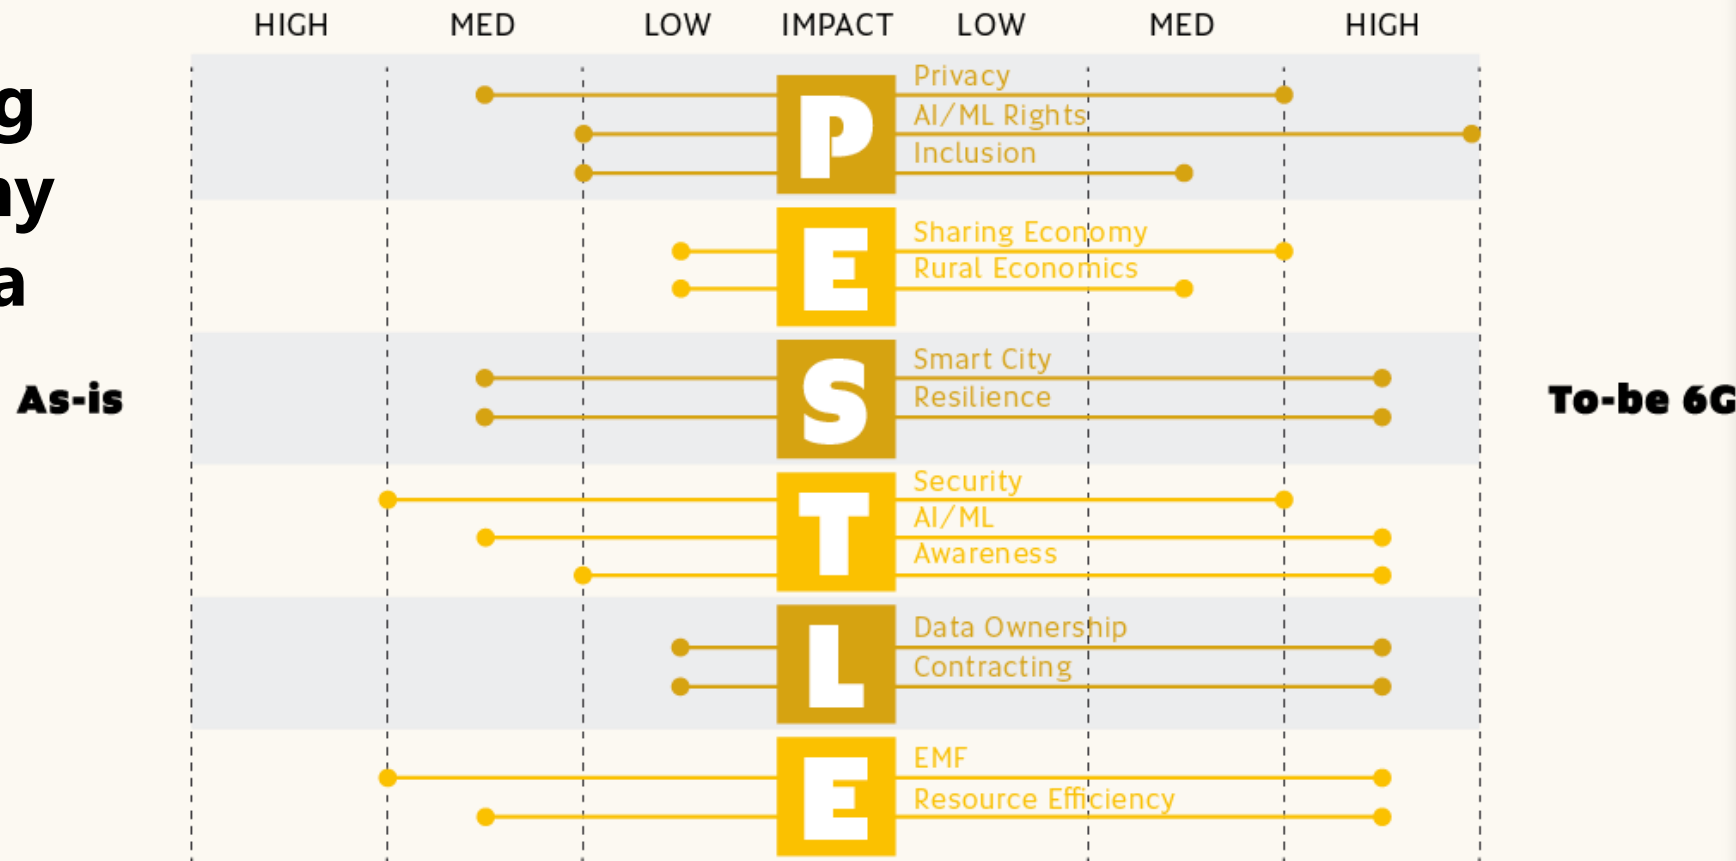 HIGH MED LOW IMPACT LOW MED HIGH
g
ny
a
As-is
To-be 6G
P
Privacy
AI/ML Rights
Inclusion
E
Sharing Economy
Rural Economics
S
Smart City
Resilience
T
Security
AI/ML
Awareness
L
Data Ownership
Contracting
E
EMF
Resource Efficiency